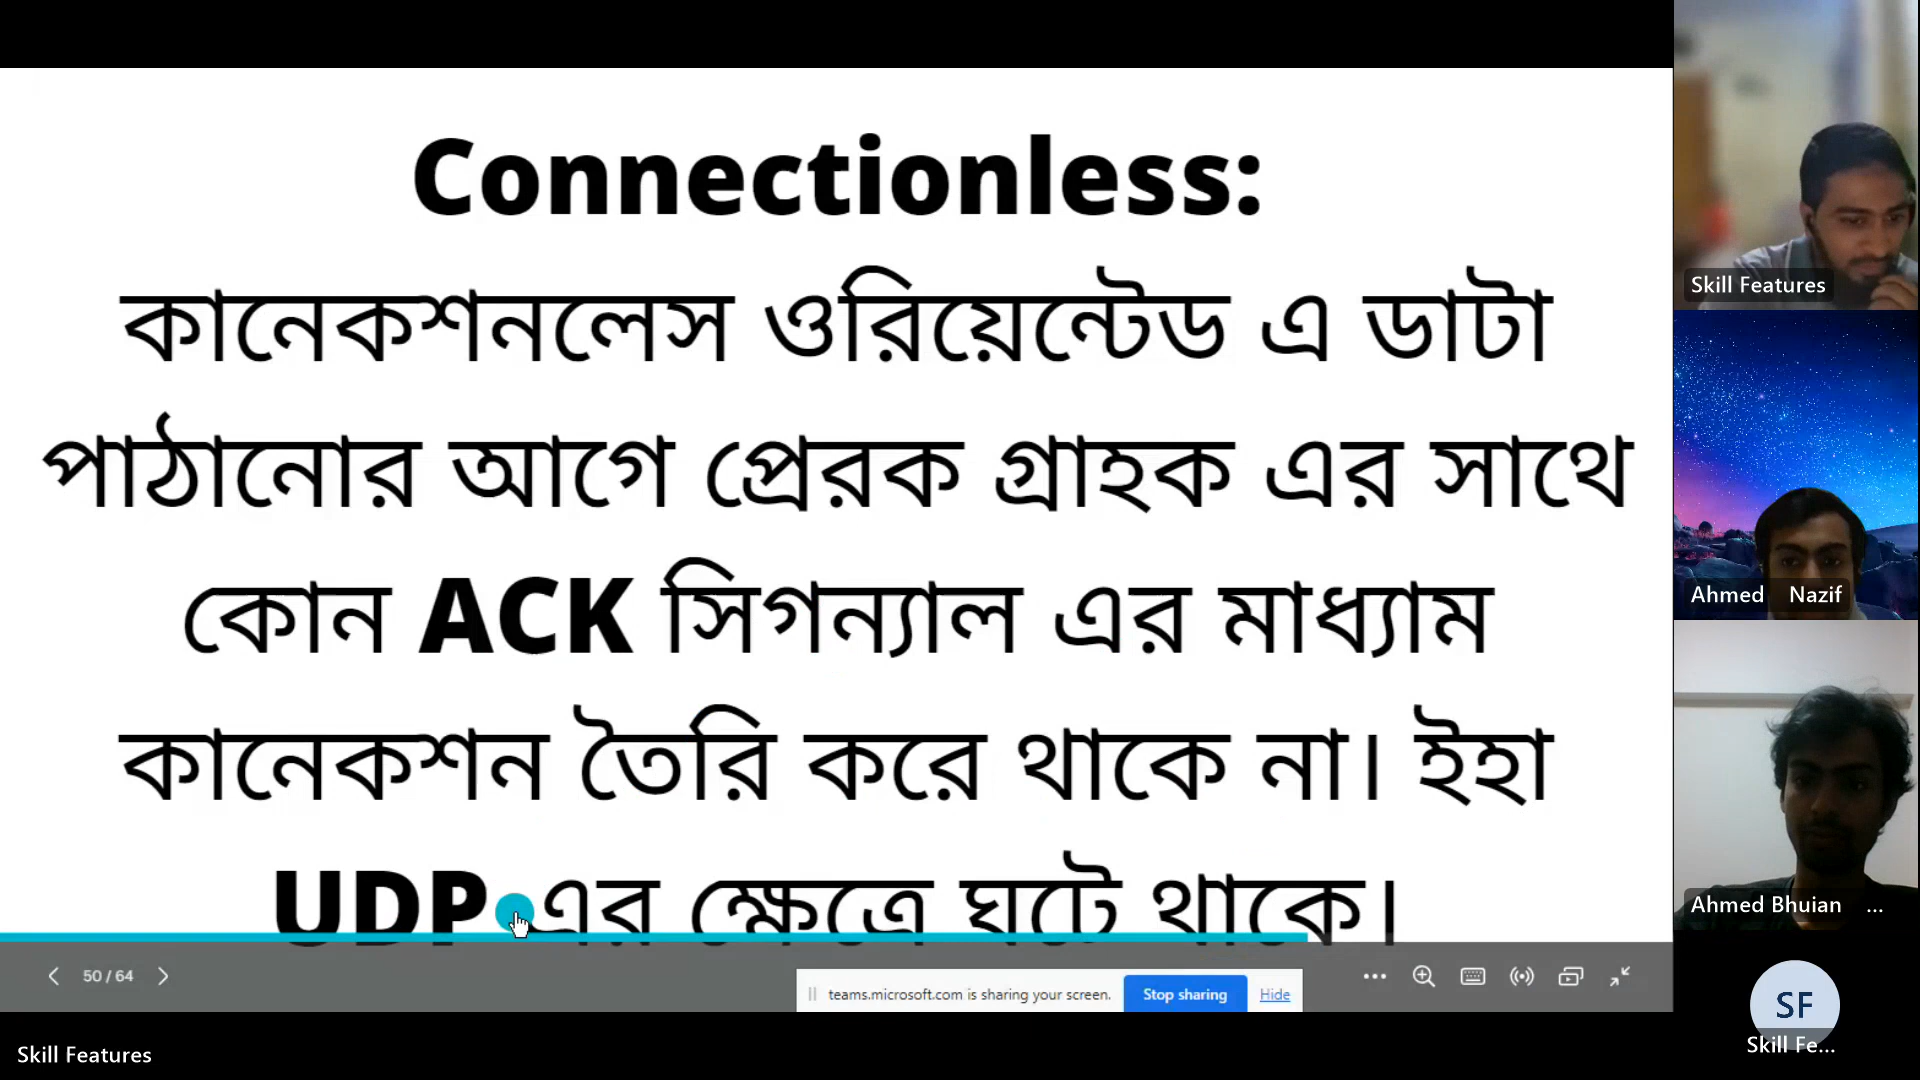 Connectionless:
কানেকশনলেস ওরিয়েন্টেড এ ডাটা
পাঠানোর আগে প্রেরক গ্রাহক এর সাথে
কোন ACK সিগন্যাল এর মাধ্যাম
কানেকশন তৈরি করে থাকে না। ইহা
UDP এর ক্ষেত্রে ঘটে থাকে।
50 / 64
teams.microsoft.com is sharing your screen.
Stop sharing
Hide
Skill Features
Skill Features
Ahmed Nazif
Ahmed Bhuian ...
SF
Skill Fe...